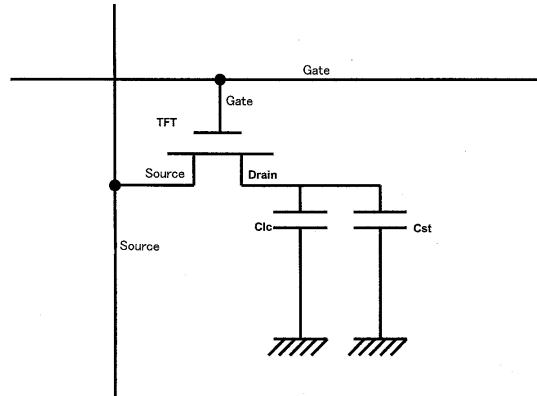 Gate
Gate
TFT
Source
Drain
Source
Clc
Cst